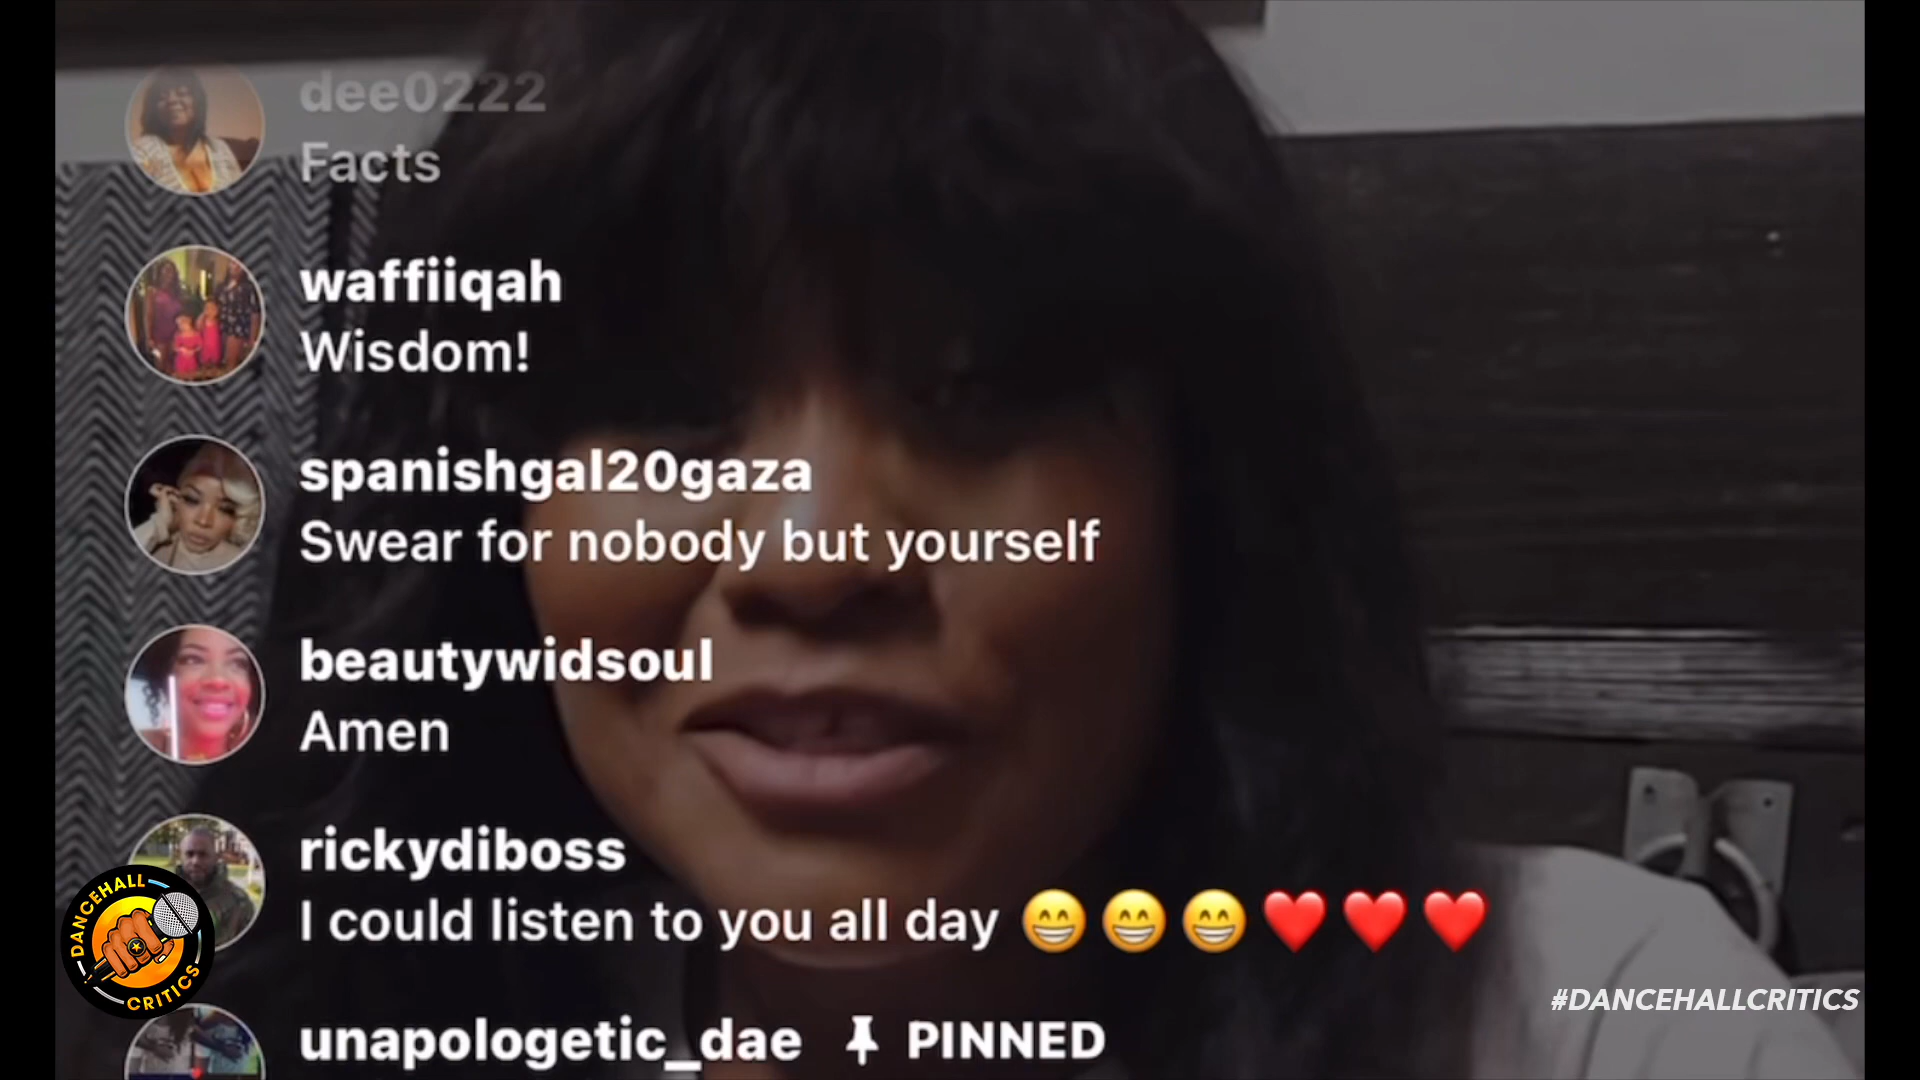 dee0222
Facts
waffiiqah
Wisdom!
spanishgal20gaza
Swear for nobody but yourself
beautywidsoul
Amen
rickydiboss
I could listen to you all day 😁😁😁❤️❤️❤️
DANCEHALL
CRITICS
#DANCEHALLCRITICS
unapologetic_dae PINNED